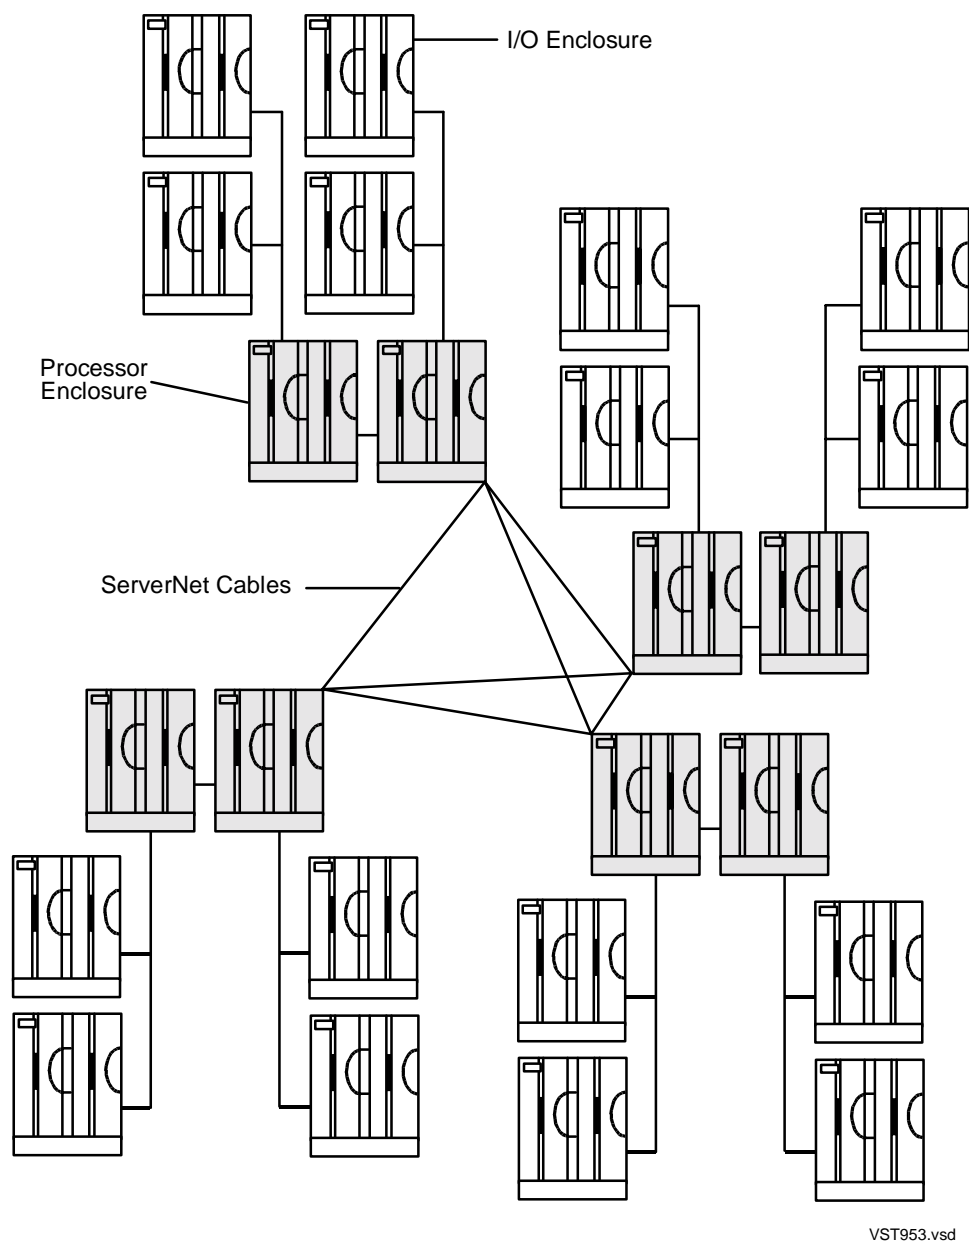 I/O Enclosure
Processor
Enclosure
ServerNet Cables
VST953.vsd